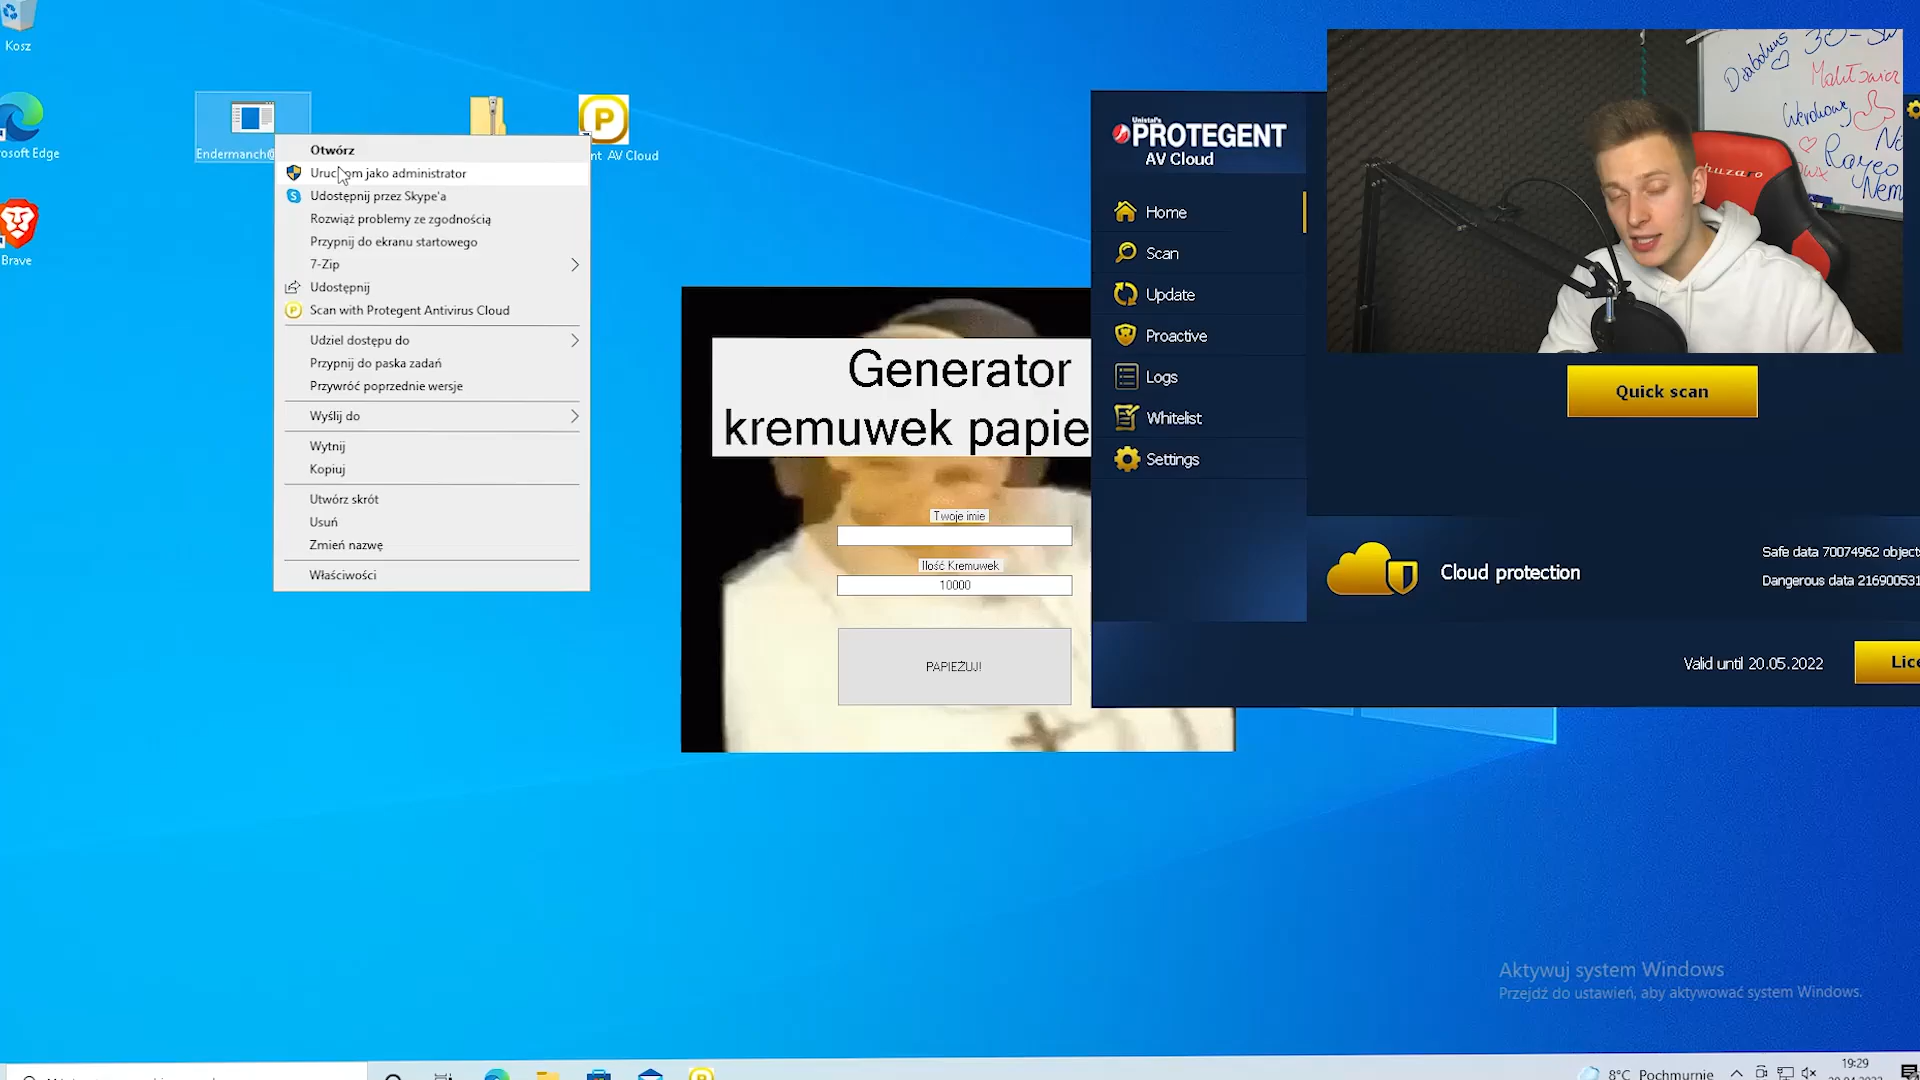 Kosz
rosoft Edge
Brave
Endermanch@
nt AV Cloud
Otwórz
Uruchom jako administrator
Udostępnij przez Skype'a
Rozwiąż problemy ze zgodnością
Przypnij do ekranu startowego
7-Zip
Udostępnij
Scan with Protegent Antivirus Cloud
Udziel dostępu do
Przypnij do paska zadań
Przywróć poprzednie wersje
Wyślij do
Wytnij
Kopiuj
Utwórz skrót
Usuń
Zmień nazwę
Właściwości
Generator
kremuwek papie
Twoje imie
Ilość Kremuwek
10000
PAPIEŻUJ!
Unistal's
PROTEGENT
AV Cloud
Home
Scan
Update
Proactive
Logs
Whitelist
Settings
Quick scan
Cloud protection
Safe data 70074962 objects
Dangerous data 216900531
Valid until 20.05.2022
Lice
huzaro
Aktywuj system Windows
Przejdź do ustawień, aby aktywować system Windows.
8°C Pochmurnie
19:29